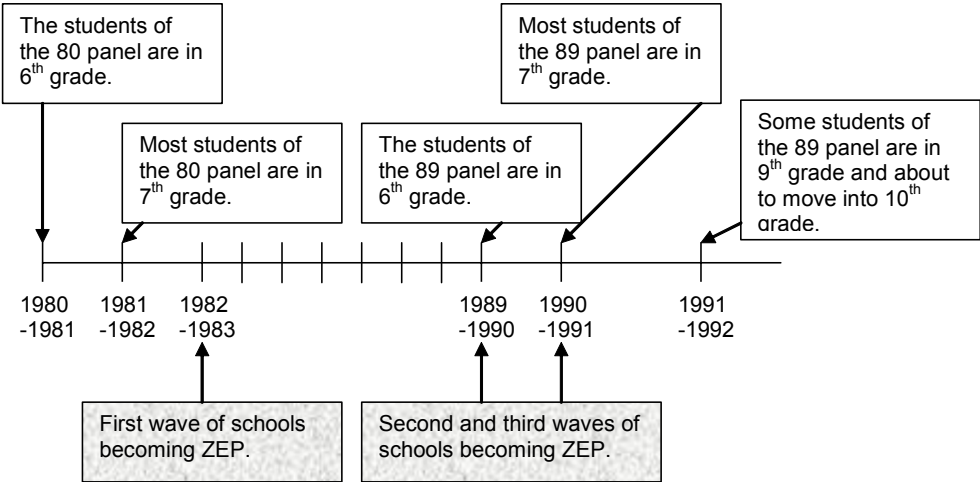 The students of
the 80 panel are in
6th grade.
Most students of
the 89 panel are in
7th grade.
Most students of
the 80 panel are in
7th grade.
The students of
the 89 panel are in
6th grade.
Some students of
the 89 panel are in
9th grade and about
to move into 10th
grade.
1980
-1981
1981
-1982
1982
-1983
1989
-1990
1990
-1991
1991
-1992
First wave of schools
becoming ZEP.
Second and third waves of
schools becoming ZEP.